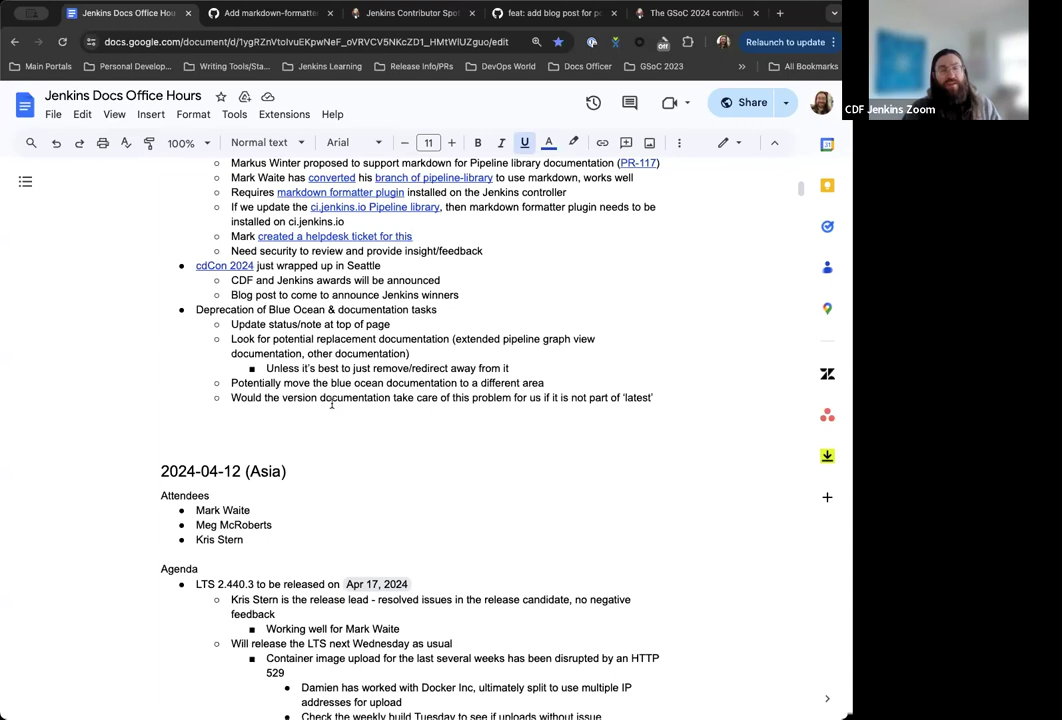 Jenkins Docs Office Hou
Add markdown-formatte
Jenkins Contributor Spot
feat: add blog post for p
The GSoC 2024 contribu
docs.google.com/document/d/1ygRZnVtoIvuEKpwNeF_oVRVCV5NKcZD1_HMtWIUZguo/edit
Off
Relaunch to update
Main Portals
Personal Develop...
Writing Tools/Sta...
Jenkins Learning
Release Info/PRs
DevOps World
Docs Officer
GSoC 2023
All Bookmarks
CDF Jenkins Zoom
Jenkins Docs Office Hours
File Edit View Insert Format Tools Extensions Help
Share
100% Normal text Arial 11 B I U A
Markus Winter proposed to support markdown for Pipeline library documentation (PR-117)
Mark Waite has converted his branch of pipeline-library to use markdown, works well
Requires markdown formatter plugin installed on the Jenkins controller
If we update the ci.jenkins.io Pipeline library, then markdown formatter plugin needs to be
installed on ci.jenkins.io
Mark created a helpdesk ticket for this
Need security to review and provide insight/feedback
cdCon 2024 just wrapped up in Seattle
CDF and Jenkins awards will be announced
Blog post to come to announce Jenkins winners
Deprecation of Blue Ocean & documentation tasks
Update status/note at top of page
Look for potential replacement documentation (extended pipeline graph view
documentation, other documentation)
Unless it's best to just remove/redirect away from it
Potentially move the blue ocean documentation to a different area
Would the version documentation take care of this problem for us if it is not part of 'latest'
2024-04-12 (Asia)
Attendees
Mark Waite
Meg McRoberts
Kris Stern
Agenda
LTS 2.440.3 to be released on Apr 17, 2024
Kris Stern is the release lead - resolved issues in the release candidate, no negative
feedback
Working well for Mark Waite
Will release the LTS next Wednesday as usual
Container image upload for the last several weeks has been disrupted by an HTTP
529
Damien has worked with Docker Inc, ultimately split to use multiple IP
addresses for upload
Check the weekly build Tuesday to see if uploads without issue